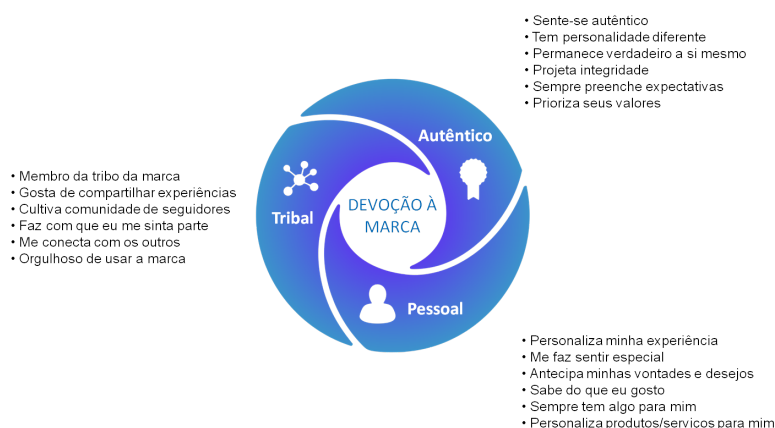 • Sente-se autêntico
• Tem personalidade diferente
• Permanece verdadeiro a si mesmo
• Projeta integridade
• Sempre preenche expectativas
• Prioriza seus valores
Autêntico
• Membro da tribo da marca
• Gosta de compartilhar experiências
• Cultiva comunidade de seguidores
• Faz com que eu me sinta parte
• Me conecta com os outros
• Orgulhoso de usar a marca
Tribal
DEVOÇÃO À
MARCA
Pessoal
• Personaliza minha experiência
• Me faz sentir especial
• Antecipa minhas vontades e desejos
• Sabe do que eu gosto
• Sempre tem algo para mim
• Personaliza produtos/serviços para mim